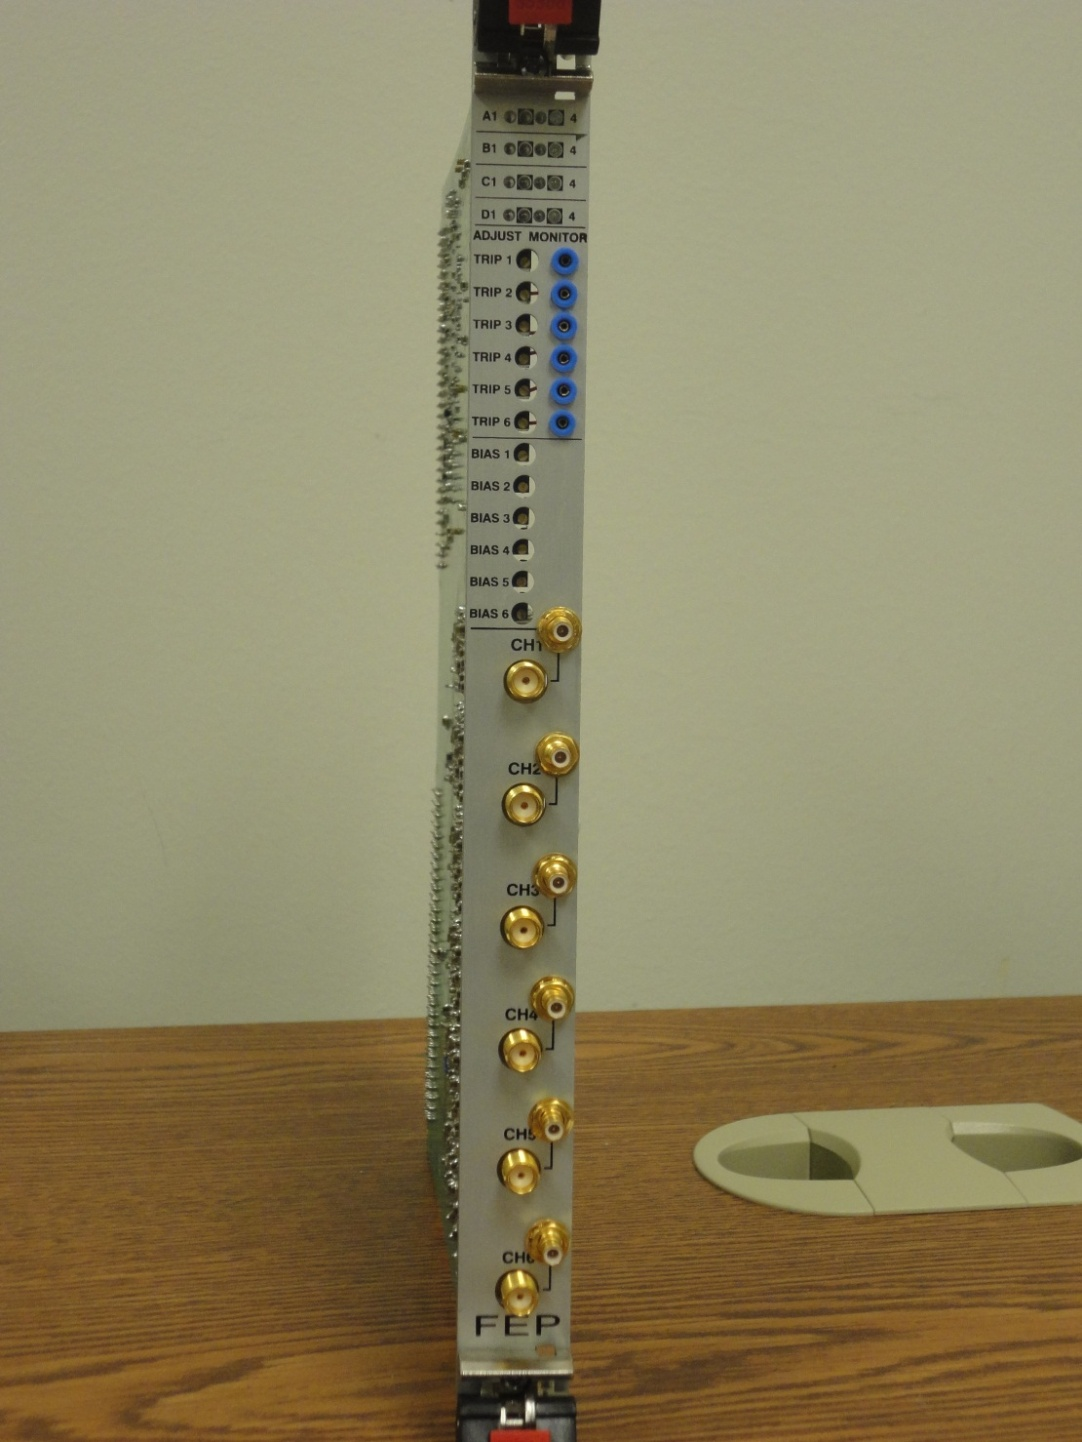 A1 4
B1 4
C1 4
D1 4
ADJUST MONITOR
TRIP 1
TRIP 2
TRIP 3
TRIP 4
TRIP 5
TRIP 6
BIAS 1
BIAS 2
BIAS 3
BIAS 4
BIAS 5
BIAS 6
CH1
CH2
CH3
CH4
CH5
CH6
FEP